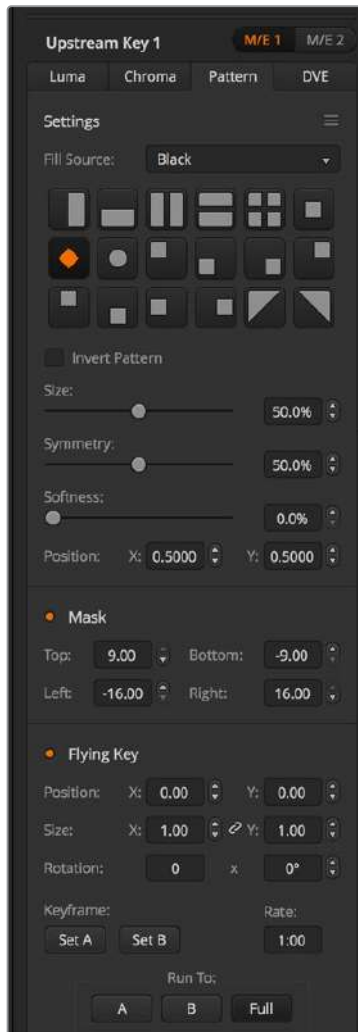 Upstream Key 1 M/E 1 M/E 2
Luma Chroma Pattern DVE
Settings
Fill Source: Black
Invert Pattern
Size:
50.0%
Symmetry:
50.0%
Softness:
0.0%
Position: X: 0.5000 Y: 0.5000
Mask
Top: 9.00 Bottom: -9.00
Left: -16.00 Right: 16.00
Flying Key
Position: X: 0.00 Y: 0.00
Size: X: 1.00 Y: 1.00
Rotation: 0 x 0°
Keyframe: Rate:
Set A Set B 1:00
Run To:
A B Full